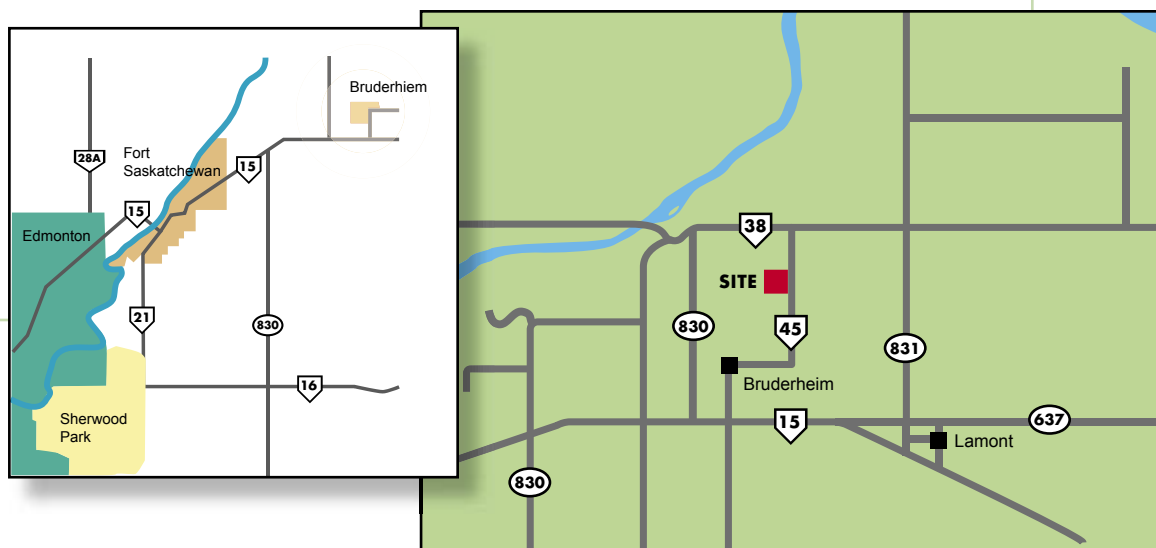 Bruderhiem
28A
Fort
Saskatchewan
15
15
Edmonton
21
830
16
Sherwood
Park
38
SITE
830
45
831
Bruderheim
15
637
Lamont
830